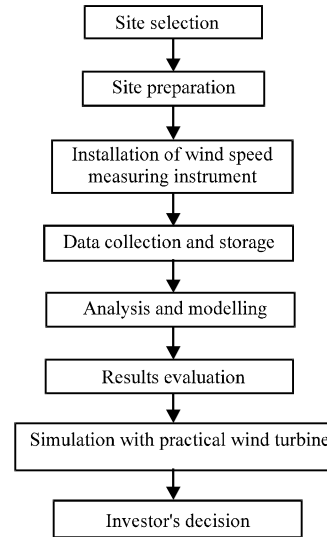 Site selection
Site preparation
Installation of wind speed
measuring instrument
Data collection and storage
Analysis and modelling
Results evaluation
Simulation with practical wind turbine
Investor's decision